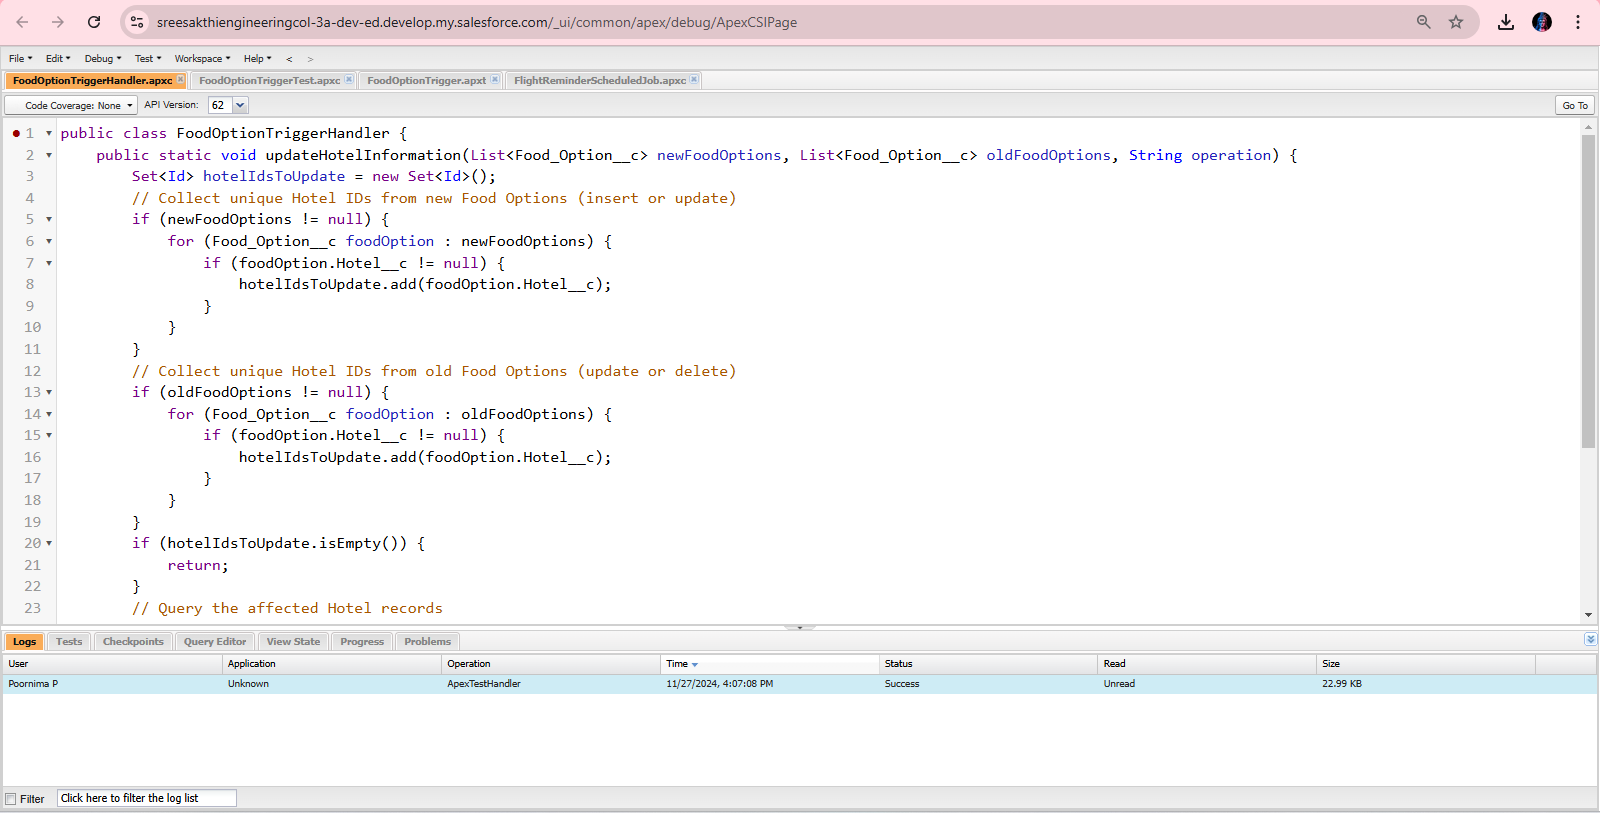 sreesakthiengineeringcol-3a-dev-ed.develop.my.salesforce.com/_ui/common/apex/debug/ApexCSIPage
File Edit Debug Test Workspace Help < >
FoodOptionTriggerHandler.apxc FoodOptionTriggerTest.apxc FoodOptionTrigger.apxt FlightReminderScheduledJob.apxc
Code Coverage: None API Version: 62 Go To
1 public class FoodOptionTriggerHandler {
2 public static void updateHotelInformation(List<Food_Option__c> newFoodOptions, List<Food_Option__c> oldFoodOptions, String operation) {
3 Set<Id> hotelIdsToUpdate = new Set<Id>();
4 // Collect unique Hotel IDs from new Food Options (insert or update)
5 if (newFoodOptions != null) {
6 for (Food_Option__c foodOption : newFoodOptions) {
7 if (foodOption.Hotel__c != null) {
8 hotelIdsToUpdate.add(foodOption.Hotel__c);
9 }
10 }
11 }
12 // Collect unique Hotel IDs from old Food Options (update or delete)
13 if (oldFoodOptions != null) {
14 for (Food_Option__c foodOption : oldFoodOptions) {
15 if (foodOption.Hotel__c != null) {
16 hotelIdsToUpdate.add(foodOption.Hotel__c);
17 }
18 }
19 }
20 if (hotelIdsToUpdate.isEmpty()) {
21 return;
22 }
23 // Query the affected Hotel records
Logs Tests Checkpoints Query Editor View State Progress Problems
User Application Operation Time Status Read Size
Poornima P Unknown ApexTestHandler 11/27/2024, 4:07:08 PM Success Unread 22.99 KB
Filter Click here to filter the log list